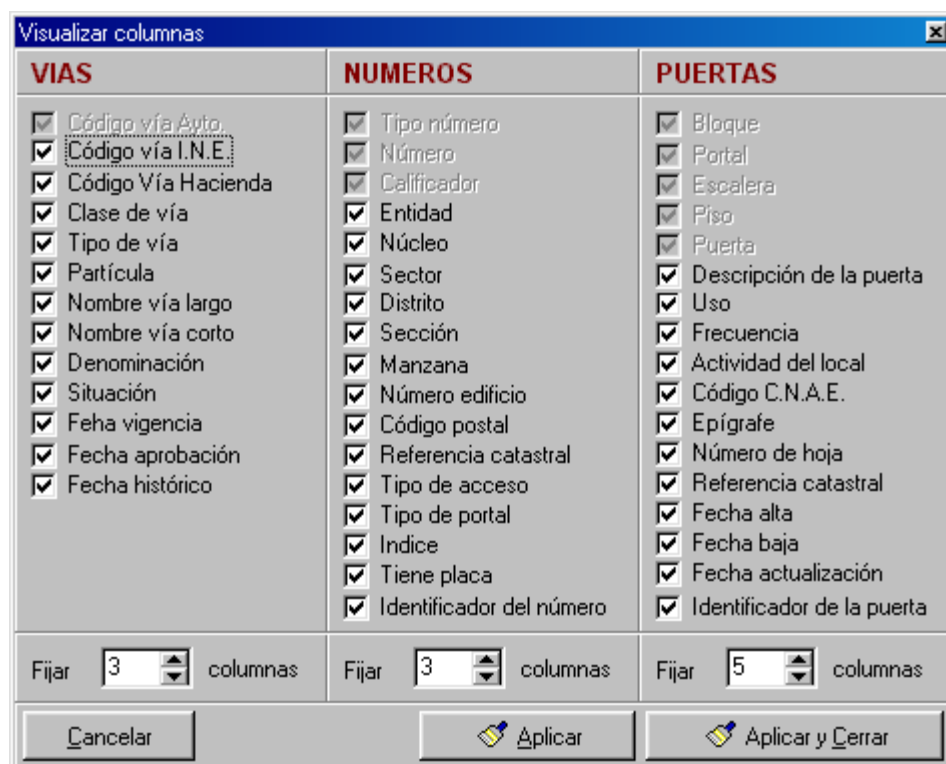 Visualizar columnas
VIAS
Código vía Ayto.
Código vía I.N.E.
Código Vía Hacienda
Clase de vía
Tipo de vía
Partícula
Nombre vía largo
Nombre vía corto
Denominación
Situación
Feha vigencia
Fecha aprobación
Fecha histórico
Fijar 3 columnas
NUMEROS
Tipo número
Número
Calificador
Entidad
Núcleo
Sector
Distrito
Sección
Manzana
Número edificio
Código postal
Referencia catastral
Tipo de acceso
Tipo de portal
Indice
Tiene placa
Identificador del número
Fijar 3 columnas
PUERTAS
Bloque
Portal
Escalera
Piso
Puerta
Descripción de la puerta
Uso
Frecuencia
Actividad del local
Código C.N.A.E.
Epígrafe
Número de hoja
Referencia catastral
Fecha alta
Fecha baja
Fecha actualización
Identificador de la puerta
Fijar 5 columnas
Cancelar
Aplicar
Aplicar y Cerrar